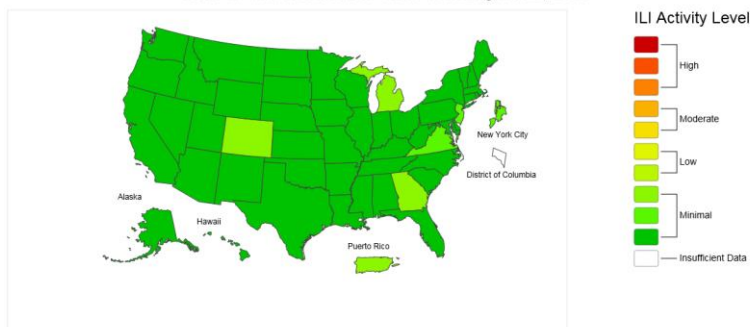 ILI Activity Level
High
Moderate
Low
Minimal
Insufficient Data
New York City
District of Columbia
Alaska
Hawaii
Puerto Rico